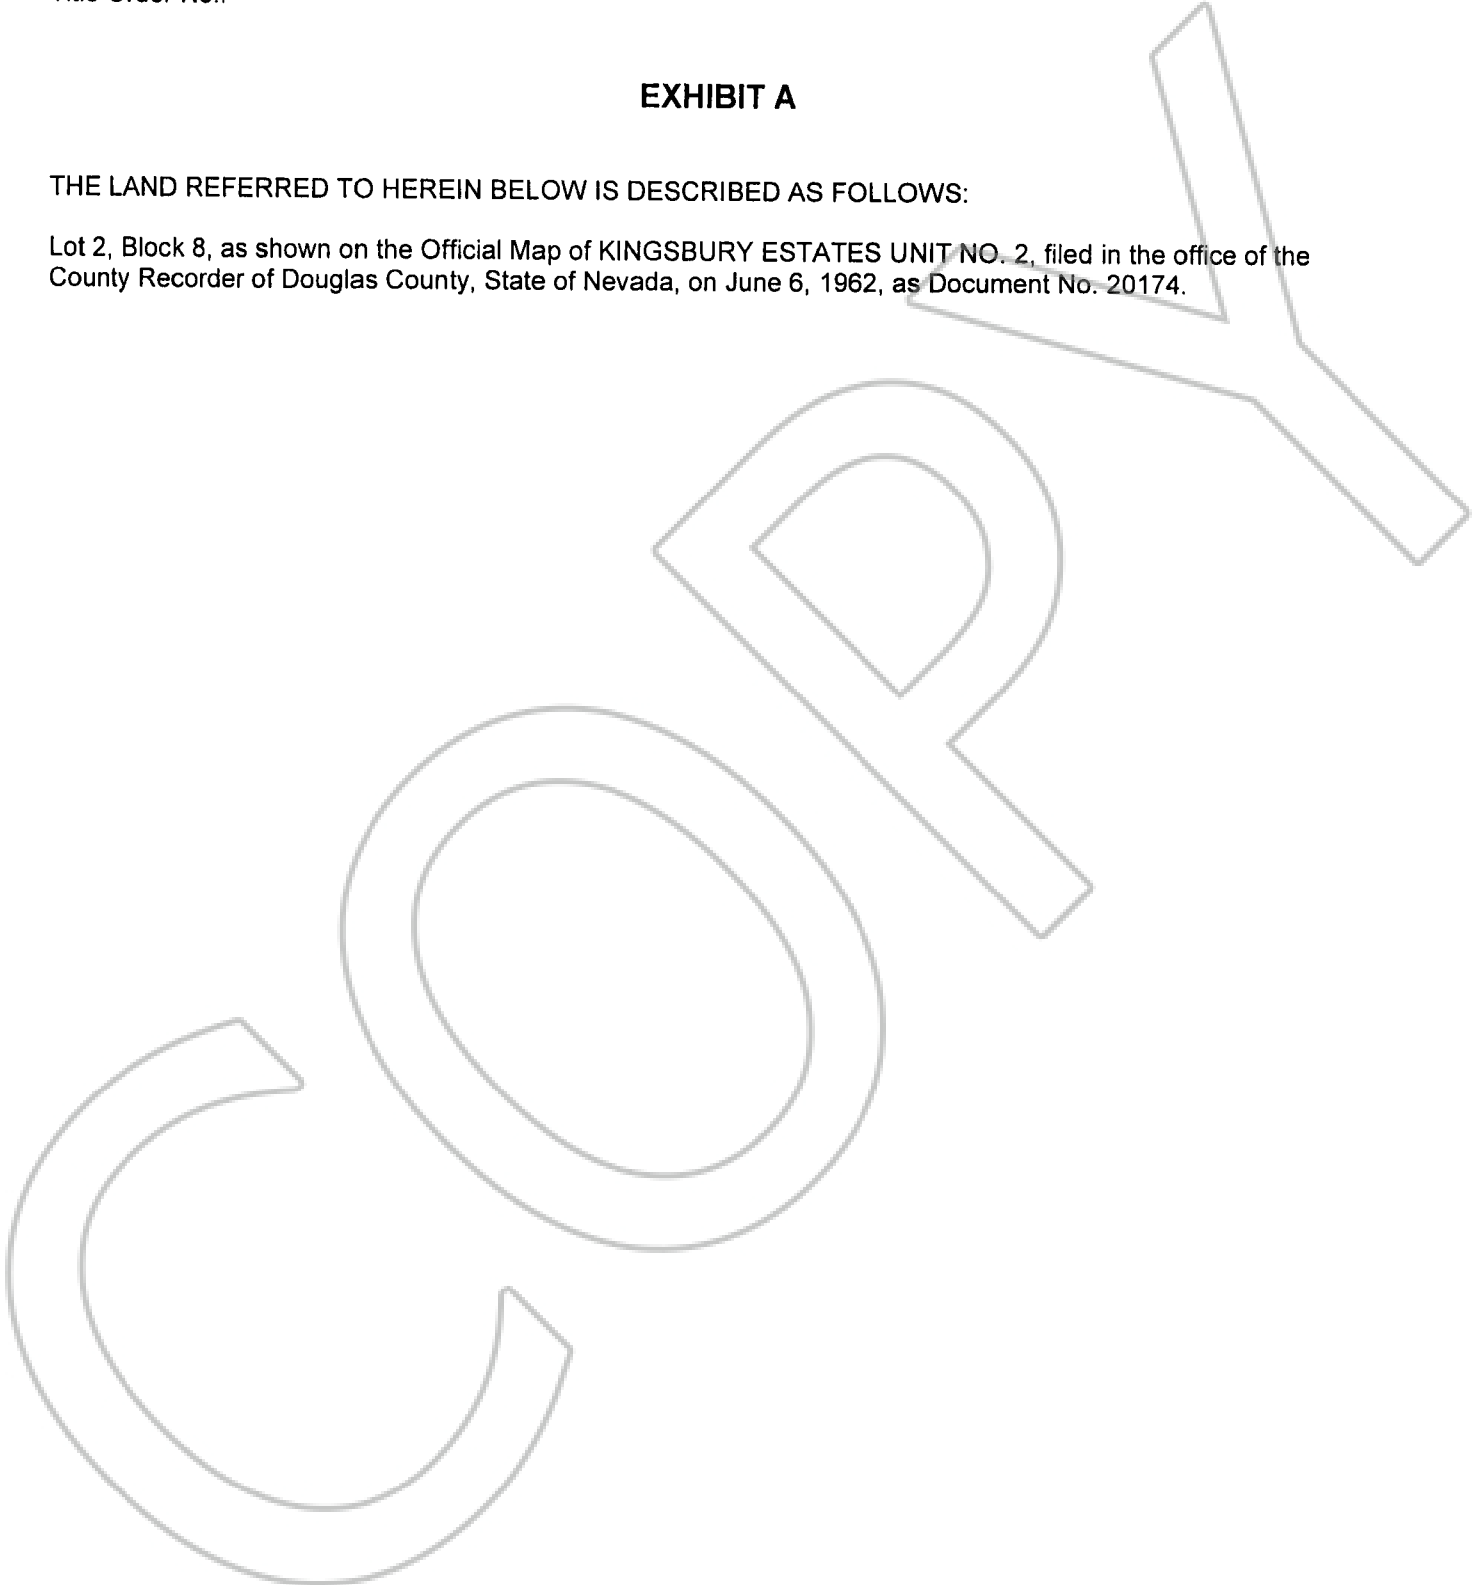 EXHIBIT A
THE LAND REFERRED TO HEREIN BELOW IS DESCRIBED AS FOLLOWS:
Lot 2, Block 8, as shown on the Official Map of KINGSBURY ESTATES UNIT NO. 2, filed in the office of the
County Recorder of Douglas County, State of Nevada, on June 6, 1962, as Document No. 20174.
COPY